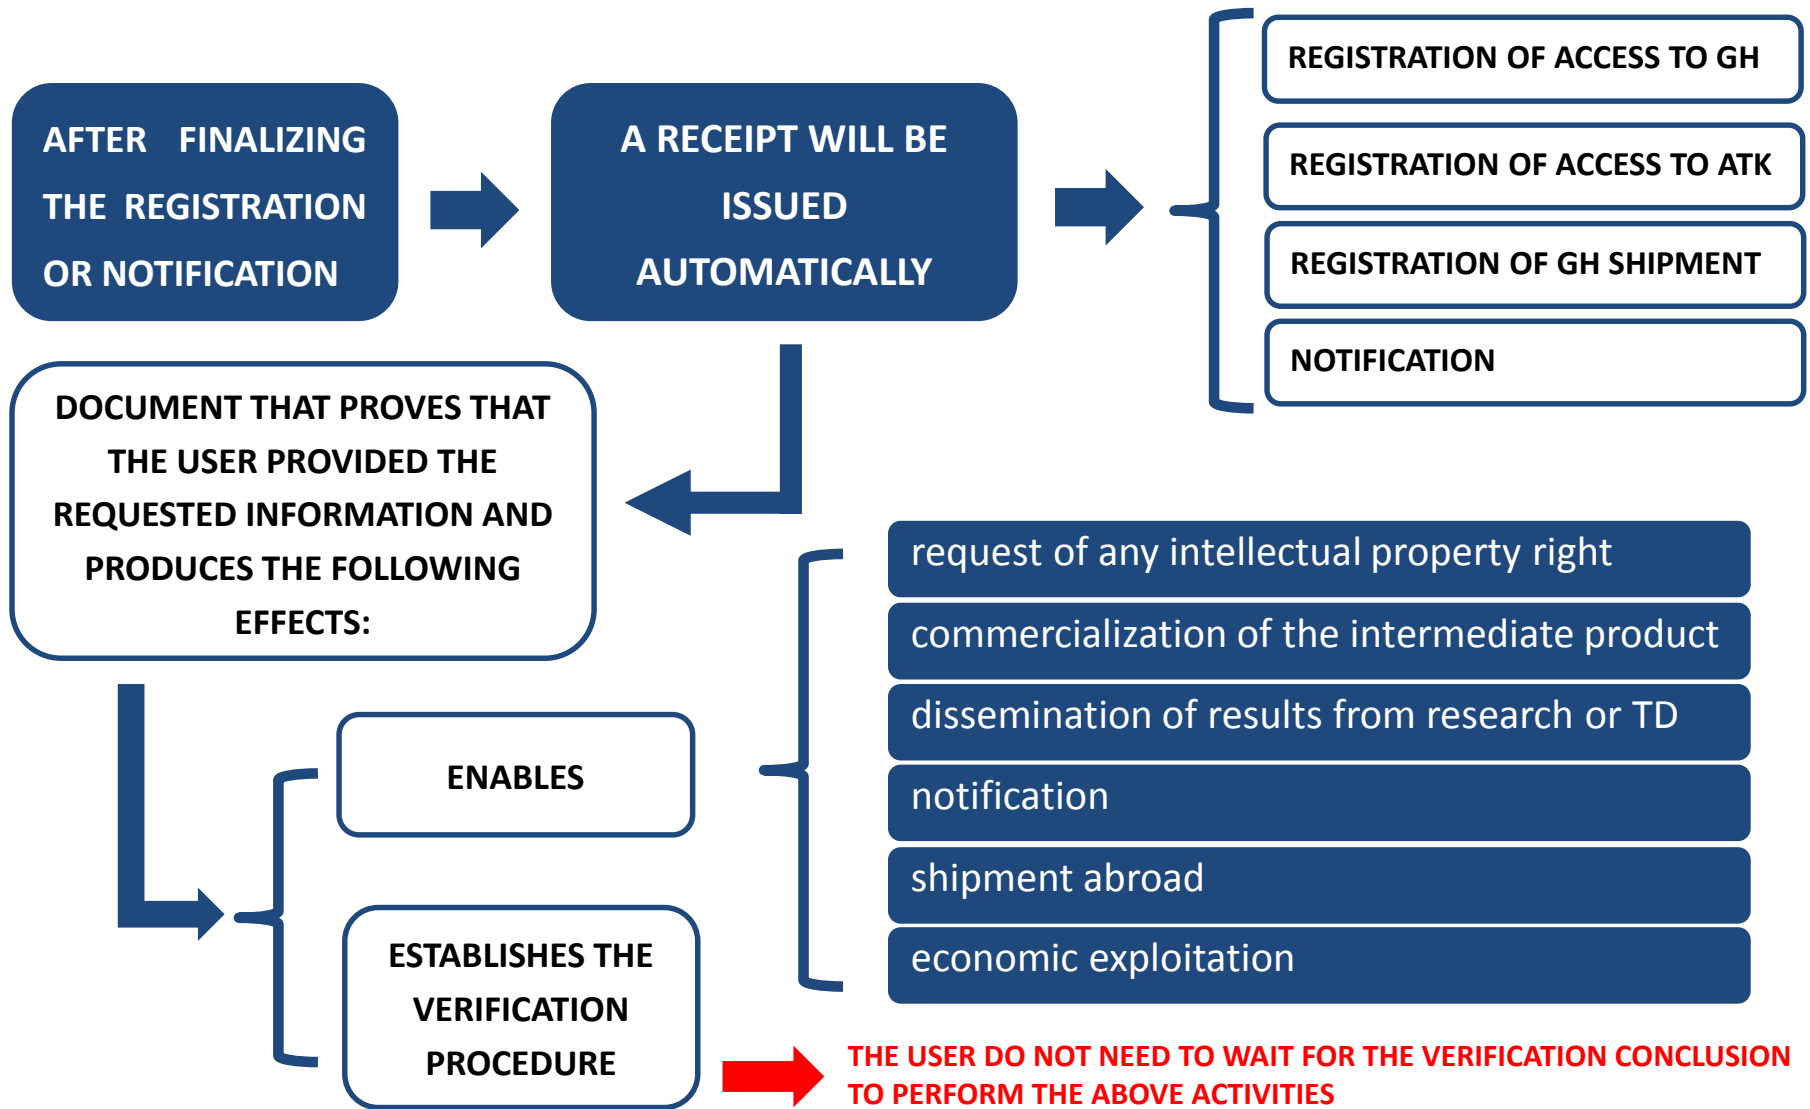 AFTER FINALIZING
THE REGISTRATION
OR NOTIFICATION
A RECEIPT WILL BE
ISSUED
AUTOMATICALLY
REGISTRATION OF ACCESS TO GH
REGISTRATION OF ACCESS TO ATK
REGISTRATION OF GH SHIPMENT
NOTIFICATION
DOCUMENT THAT PROVES THAT
THE USER PROVIDED THE
REQUESTED INFORMATION AND
PRODUCES THE FOLLOWING
EFFECTS:
ENABLES
request of any intellectual property right
commercialization of the intermediate product
dissemination of results from research or TD
notification
shipment abroad
economic exploitation
ESTABLISHES THE
VERIFICATION
PROCEDURE
THE USER DO NOT NEED TO WAIT FOR THE VERIFICATION CONCLUSION
TO PERFORM THE ABOVE ACTIVITIES